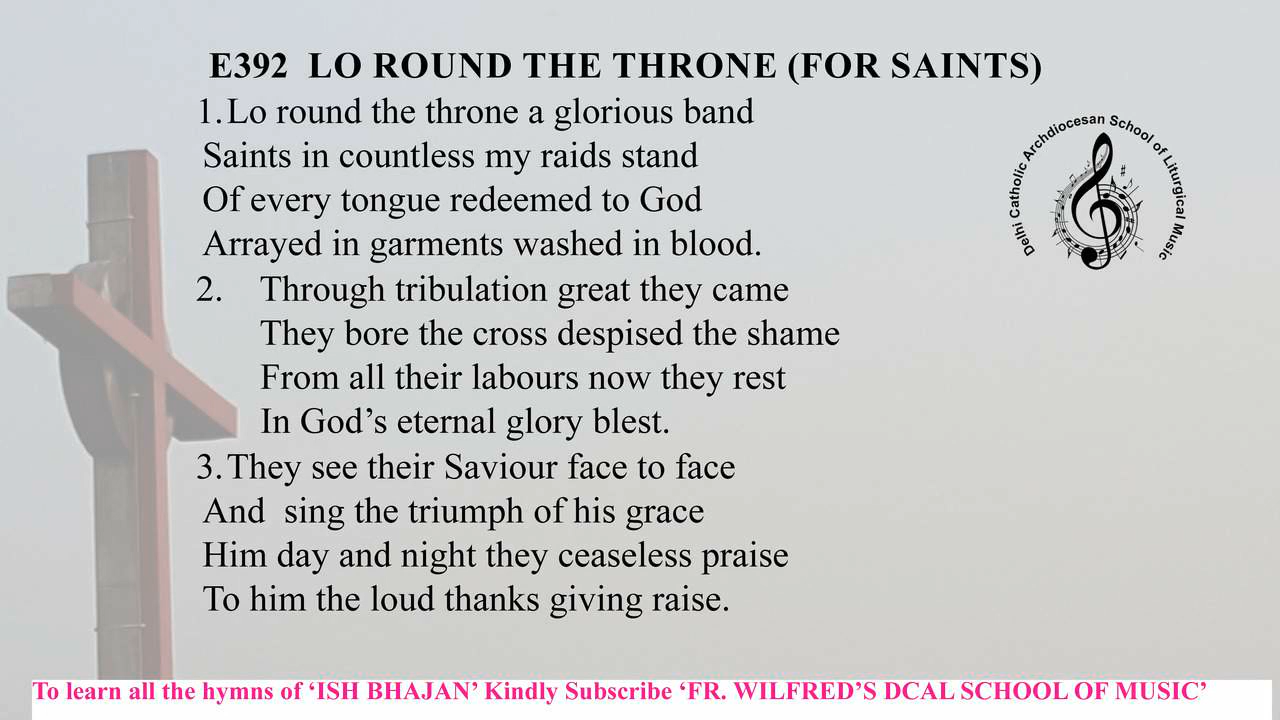 E392  LO ROUND THE THRONE (FOR SAINTS)
1. Lo round the throne a glorious band
Saints in countless my raids stand
Of every tongue redeemed to God
Arrayed in garments washed in blood.
2. Through tribulation great they came
They bore the cross despised the shame
From all their labours now they rest
In God’s eternal glory blest.
3. They see their Saviour face to face
And  sing the triumph of his grace
Him day and night they ceaseless praise
To him the loud thanks giving raise.
Delhi Catholic Archdiocesan School of Liturgical Music
To learn all the hymns of ‘ISH BHAJAN’ Kindly Subscribe ‘FR. WILFRED’S DCAL SCHOOL OF MUSIC’